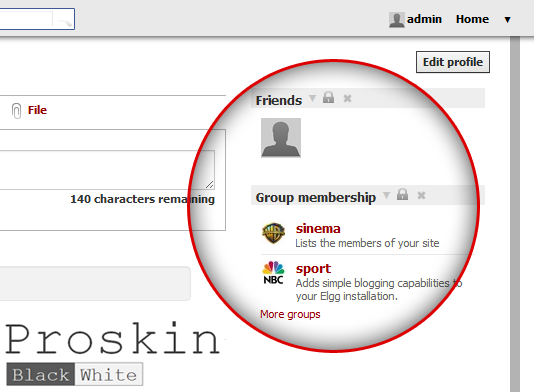 admin Home ▼
Edit profile
Friends
File
140 characters remaining
Group membership
sinema
Lists the members of your site
sport
NBC
Adds simple blogging capabilities to
your Elgg installation.
More groups
Proskin
Black White